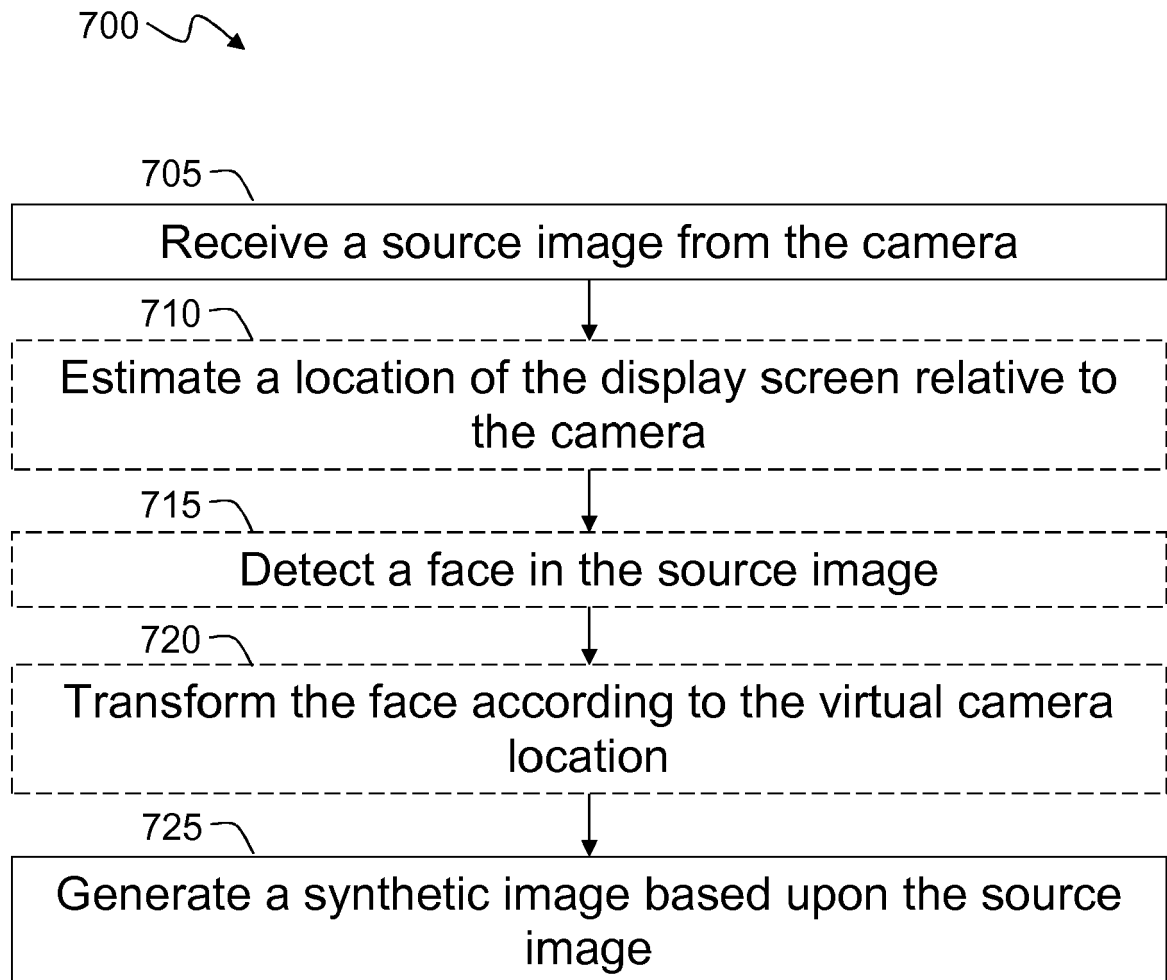 700
705
Receive a source image from the camera
710
Estimate a location of the display screen relative to
the camera
715
Detect a face in the source image
720
Transform the face according to the virtual camera
location
725
Generate a synthetic image based upon the source
image